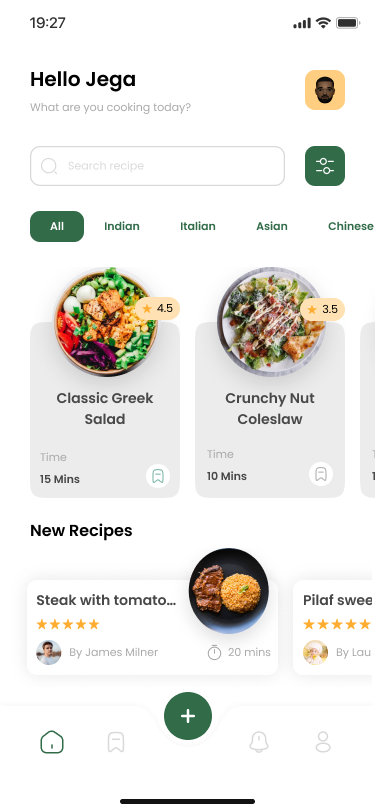 19:27
Hello Jega
What are you cooking today?
Search recipe
All Indian Italian Asian Chinese
4.5
3.5
Classic Greek
Salad
Crunchy Nut
Coleslaw
Time
15 Mins
Time
10 Mins
New Recipes
Steak with tomato...
By James Milner
20 mins
Pilaf swee
By Lau